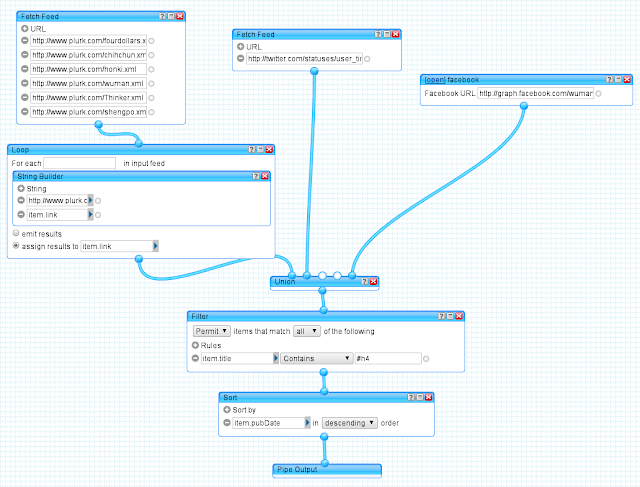 Fetch Feed
URL
http://www.plurk.com/fourdollars.x
http://www.plurk.com/chihchun.xm
http://www.plurk.com/honki.xml
http://www.plurk.com/wuman.xml
http://www.plurk.com/Thinker.xml
http://www.plurk.com/shengpo.xm
Fetch Feed
URL
http://twitter.com/statuses/user_tir
[open] facebook
Facebook URL http://graph.facebook.com/wuman
Loop
For each in input feed
String Builder
String
http://www.plurk.c
item.link
emit results
assign results to item.link
Union
Filter
Permit items that match all of the following
Rules
item.title Contains #h4
Sort
Sort by
item.pubDate in descending order
Pipe Output